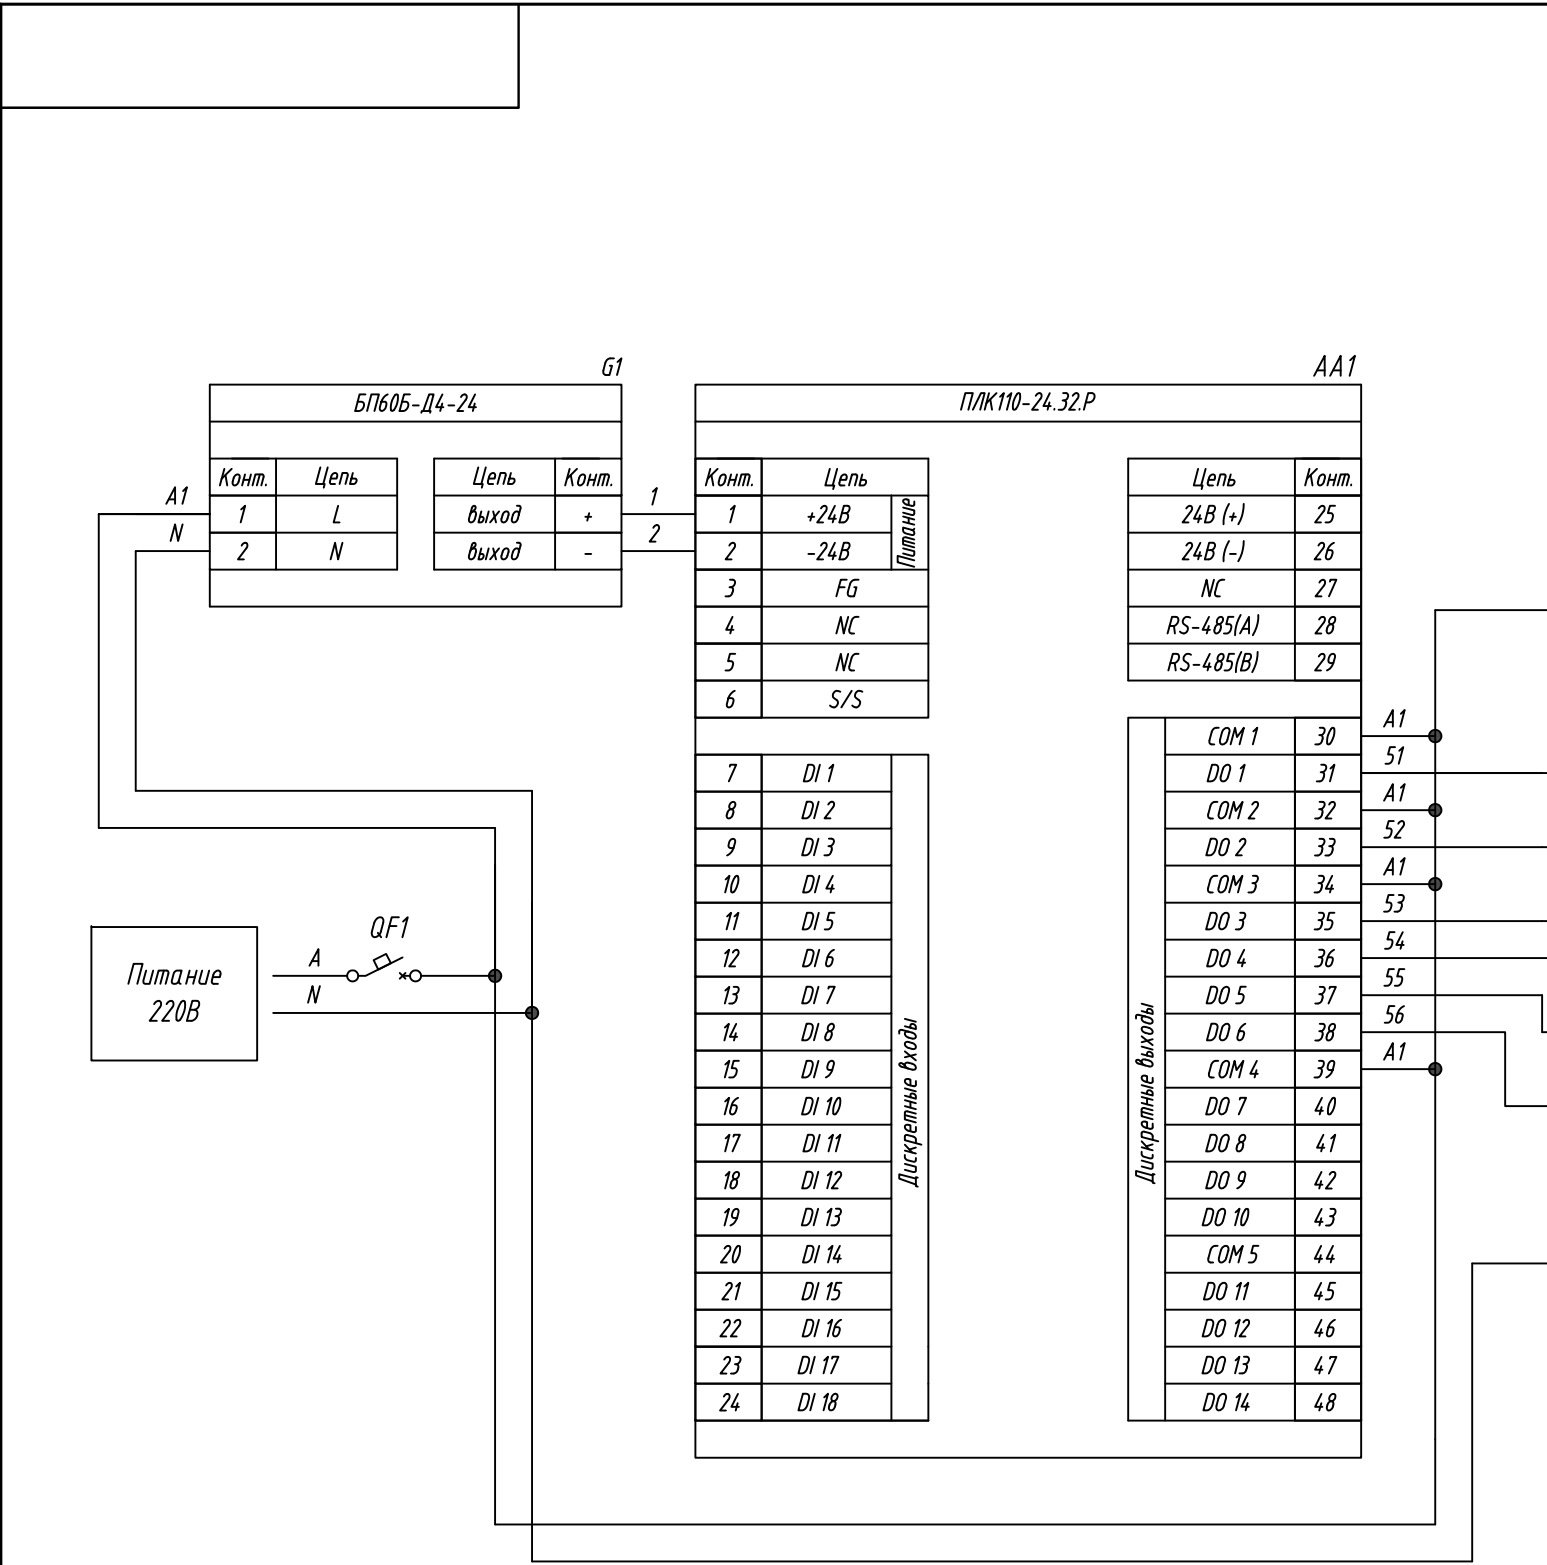 G1
БП60Б-Д4-24
Конт. Цепь Цепь Конт.
1 L выход +
2 N выход -
A1
N
1
2
AA1
ПЛК110-24.32.Р
Конт. Цепь
1 +24В
2 -24В
Питание
3 FG
4 NC
5 NC
6 S/S
7 DI 1
8 DI 2
9 DI 3
10 DI 4
11 DI 5
12 DI 6
13 DI 7
14 DI 8
15 DI 9
16 DI 10
17 DI 11
18 DI 12
19 DI 13
20 DI 14
21 DI 15
22 DI 16
23 DI 17
24 DI 18
Дискретные входы
Цепь Конт.
24В (+) 25
24В (-) 26
NC 27
RS-485(A) 28
RS-485(B) 29
COM 1 30
DO 1 31
COM 2 32
DO 2 33
COM 3 34
DO 3 35
DO 4 36
DO 5 37
DO 6 38
COM 4 39
DO 7 40
DO 8 41
DO 9 42
DO 10 43
COM 5 44
DO 11 45
DO 12 46
DO 13 47
DO 14 48
Дискретные выходы
A1
51
A1
52
A1
53
54
55
56
A1
Питание
220В
A
N
QF1